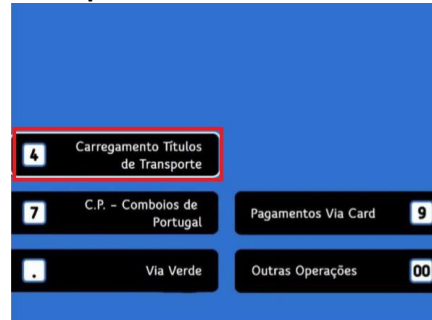 4 Carregamento Títulos
de Transporte
7 C.P. - Comboios de
Portugal
Pagamentos Via Card 9
. Via Verde
Outras Operações 00